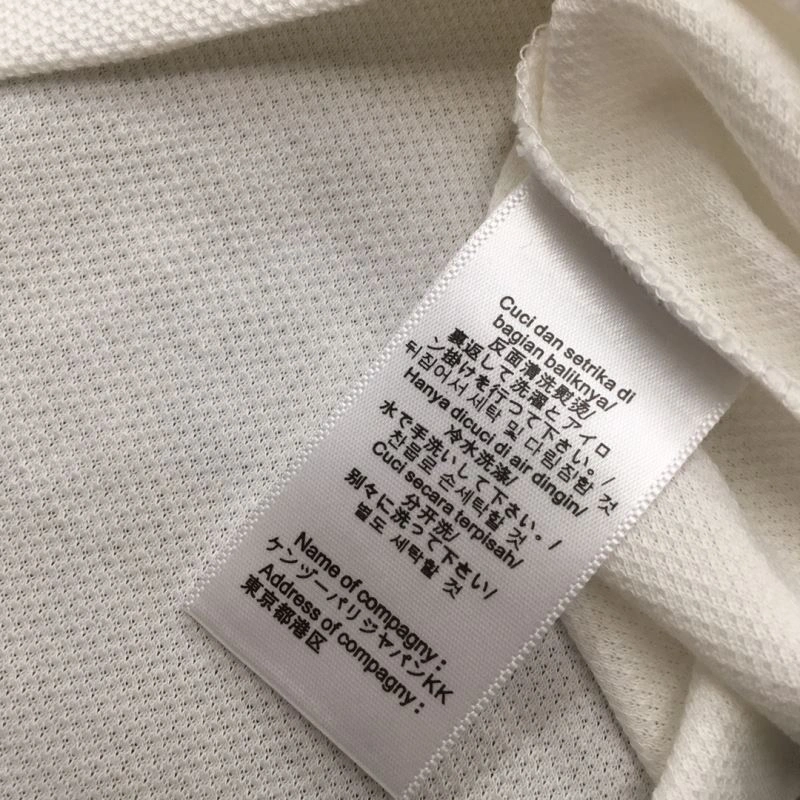 Cuci dan setrika di
bagian baliknya/
反面清洗熨烫/
裏返して洗濯とアイロ
ン掛けを行つて下さい。/
뒤집어서 세탁 및 다림질할 것
Hanya dicuci di air dingin/
冷水洗涤/
水で手洗いして下さい。/
찬물로 손세탁할 것
Cuci secara terpisah/
分开洗/
别々に洗って下さい/
별도 세탁할 것
Name of compagny :
ケンゾーパリジャパンKK
Address of compagny :
東京都港区